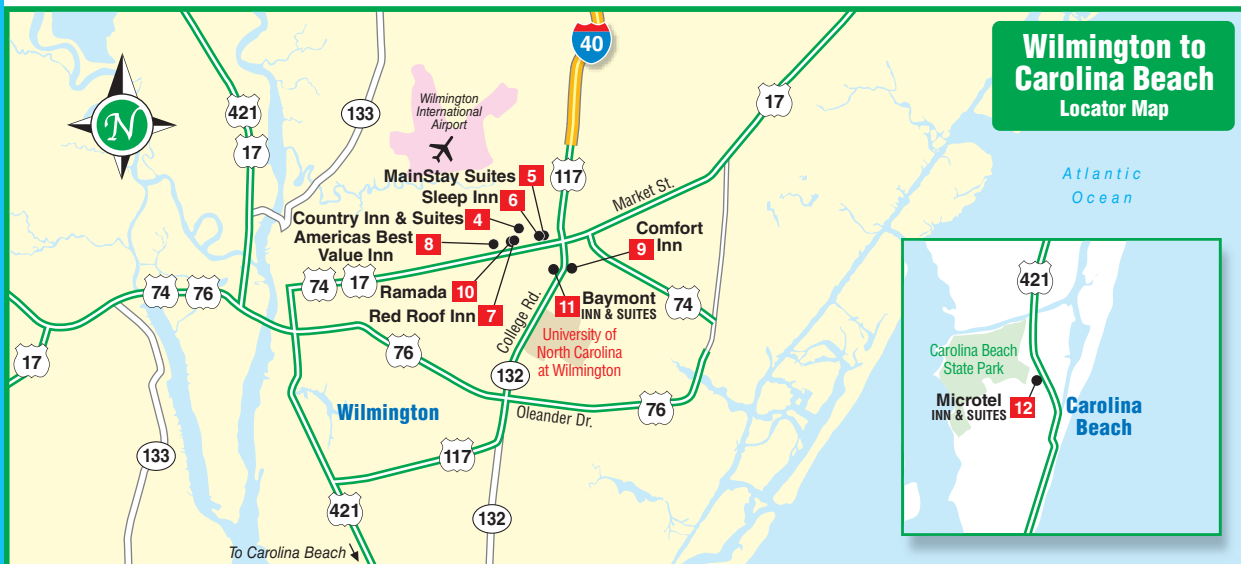 Wilmington to
Carolina Beach
Locator Map
N
40
421
17
133
17
Wilmington
International
Airport
117
Market St.
MainStay Suites 5
Sleep Inn 6
Country Inn & Suites 4
Americas Best
Value Inn
8
Comfort
Inn
9
Atlantic
Ocean
74
76
74
17
Ramada 10
Red Roof Inn 7
11
Baymont
INN & SUITES
74
17
76
College Rd.
University of
North Carolina
at Wilmington
132
Wilmington
Oleander Dr.
76
133
117
421
132
To Carolina Beach
421
Carolina Beach
State Park
Microtel
INN & SUITES
12
Carolina
Beach